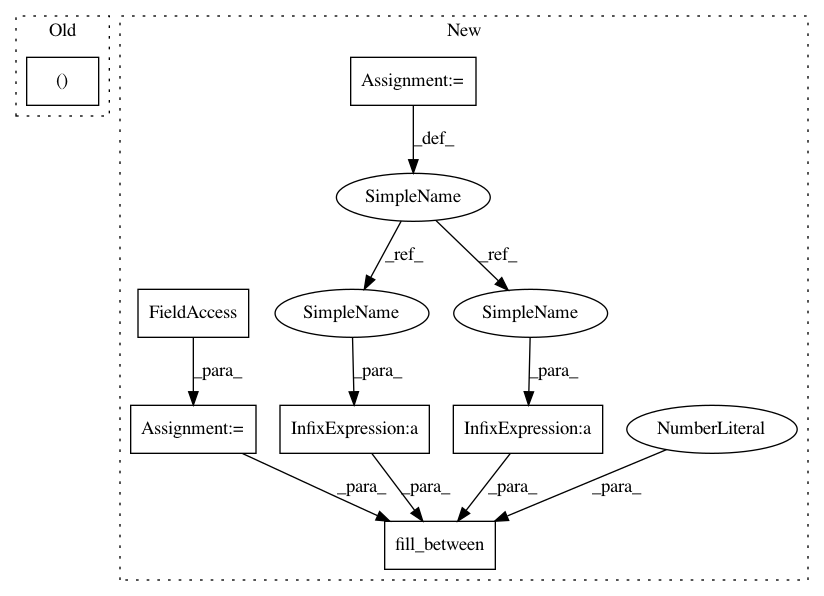 Old
New
()
Assignment:=
_def_
SimpleName
_ref_
_ref_
FieldAccess
SimpleName
SimpleName
_para_
_para_
_para_
Assignment:=
InfixExpression:a
InfixExpression:a
NumberLiteral
_para_
_para_
_para_
_para_
fill_between